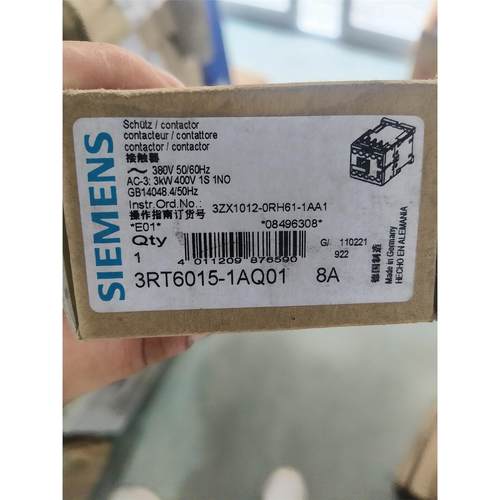 SIEMENS
Schütz / contactor
contacteur / contattore
contactor / contactor
接触器
~ 380V 50/60Hz
AC-3: 3kW 400V 1S 1NO
GB14048.4/50Hz
Instr.Ord.No.: 3ZX1012-0RH61-1AA1
操作指南订货号 *08496308*
*E01*
Qty G/ 110221
1 922
4 011209 876590
3RT6015-1AQ01 8A
德国制造
Made in Germany
HECHO EN ALEMANIA